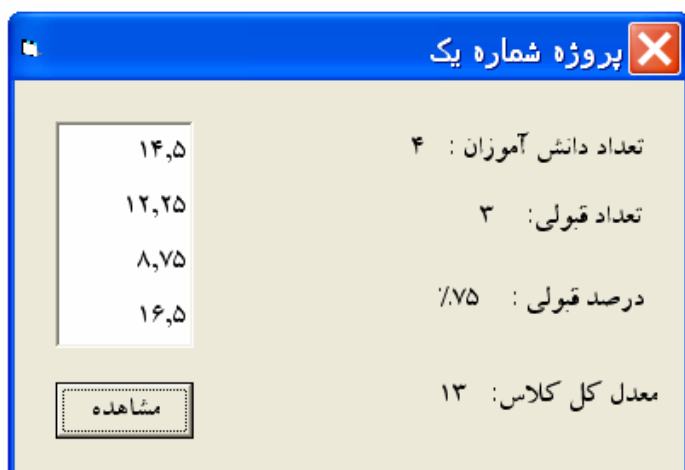 پروژه شماره یک
تعداد دانش آموزان : ۴
تعداد قبولی: ۳
درصد قبولی : ۷۵٪
معدل کل کلاس: ۱۳
۱۴,۵
۱۲,۲۵
۸,۷۵
۱۶,۵
مشاهده